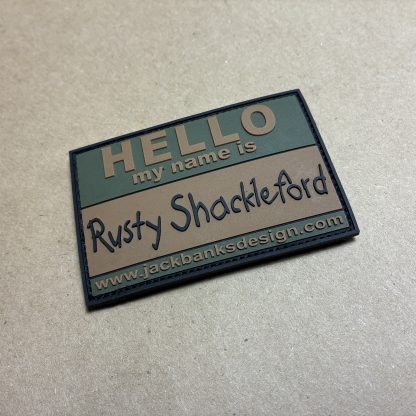 HELLO
my name is
Rusty Shackleford
www.jackbanksdesign.com